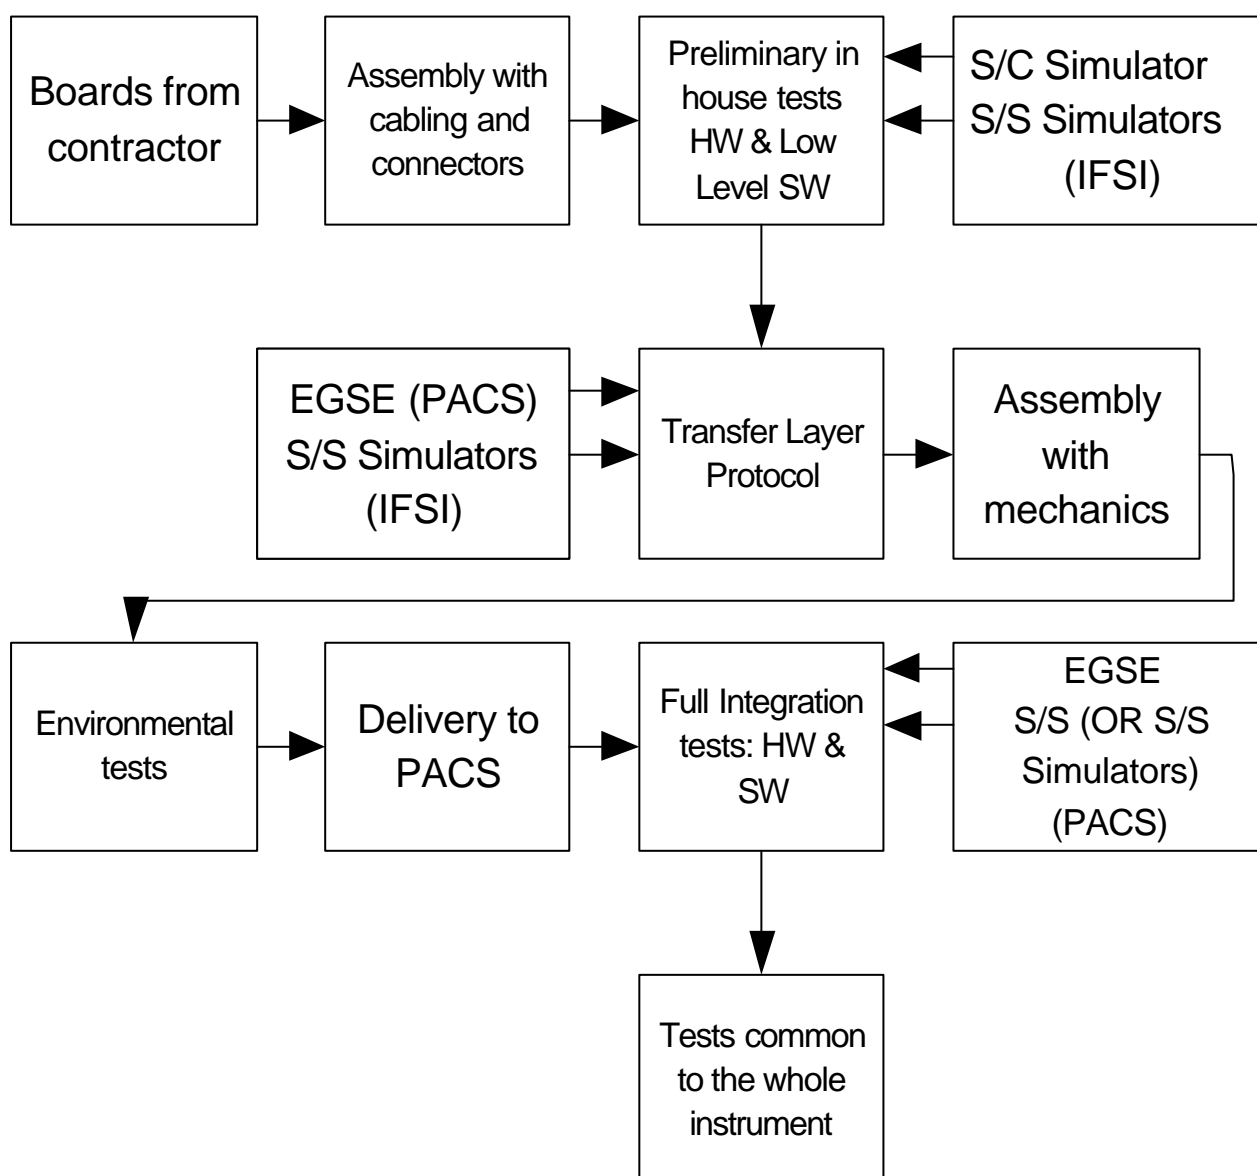 Boards from
contractor
Assembly with
cabling and
connectors
Preliminary in
house tests
HW & Low
Level SW
S/C Simulator
S/S Simulators
(IFSI)
EGSE (PACS)
S/S Simulators
(IFSI)
Transfer Layer
Protocol
Assembly
with
mechanics
Environmental
tests
Delivery to
PACS
Full Integration
tests: HW &
SW
EGSE
S/S (OR S/S
Simulators)
(PACS)
Tests common
to the whole
instrument